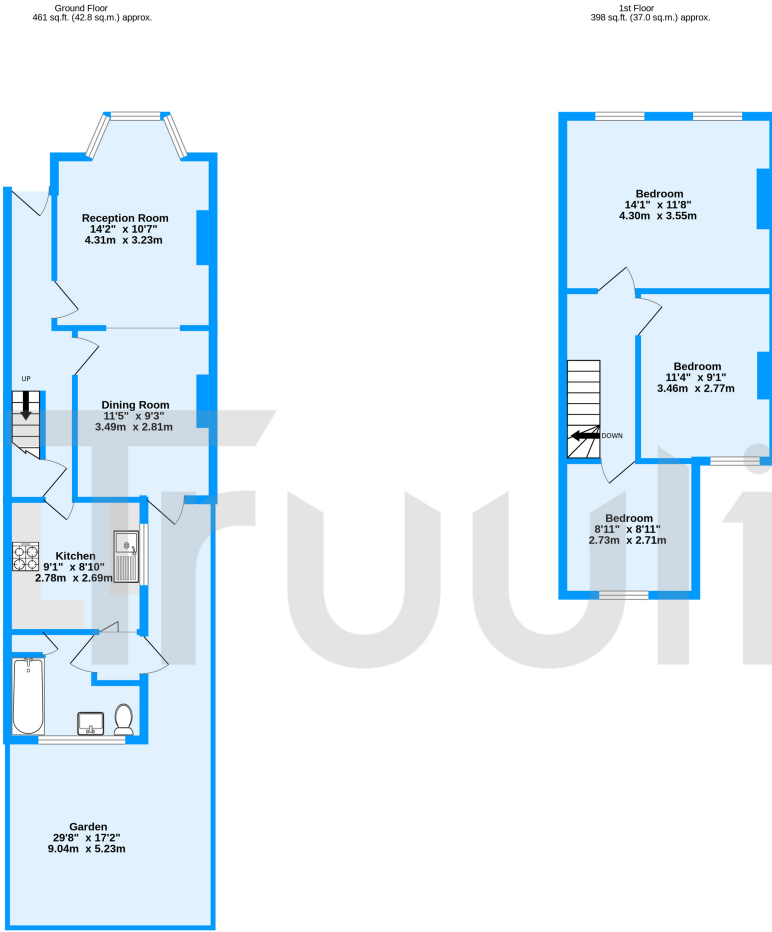 Ground Floor
461 sq.ft. (42.8 sq.m.) approx.
1st Floor
398 sq.ft. (37.0 sq.m.) approx.
Reception Room
14'2" x 10'7"
4.31m x 3.23m
UP
Dining Room
11'5" x 9'3"
3.49m x 2.81m
Kitchen
9'1" x 8'10"
2.78m x 2.69m
Garden
29'8" x 17'2"
9.04m x 5.23m
Bedroom
14'1" x 11'8"
4.30m x 3.55m
Bedroom
11'4" x 9'1"
3.46m x 2.77m
DOWN
Bedroom
8'11" x 8'11"
2.73m x 2.71m
Truuli